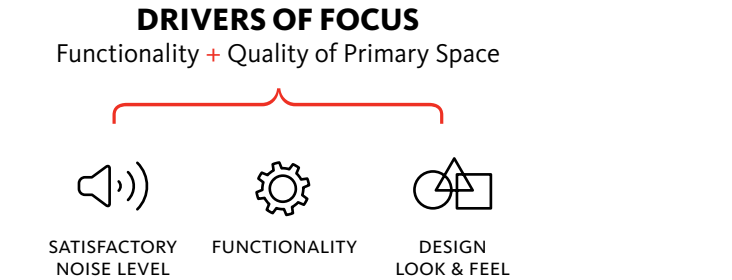 DRIVERS OF FOCUS
Functionality + Quality of Primary Space
SATISFACTORY
NOISE LEVEL
FUNCTIONALITY
DESIGN
LOOK & FEEL